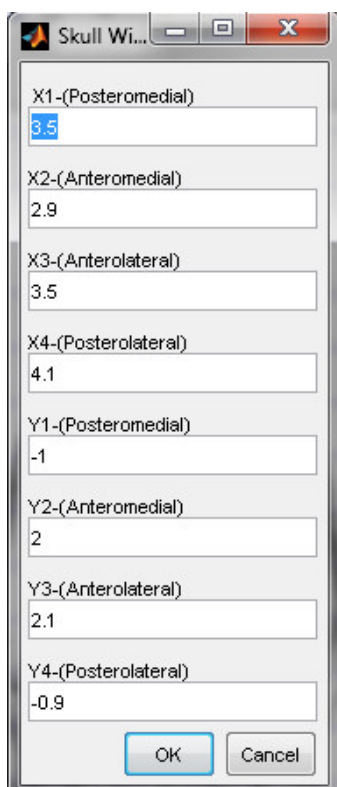 Skull Wi...
X1-(Posteromedial)
3.5
X2-(Anteromedial)
2.9
X3-(Anterolateral)
3.5
X4-(Posterolateral)
4.1
Y1-(Posteromedial)
-1
Y2-(Anteromedial)
2
Y3-(Anterolateral)
2.1
Y4-(Posterolateral)
-0.9
OK Cancel